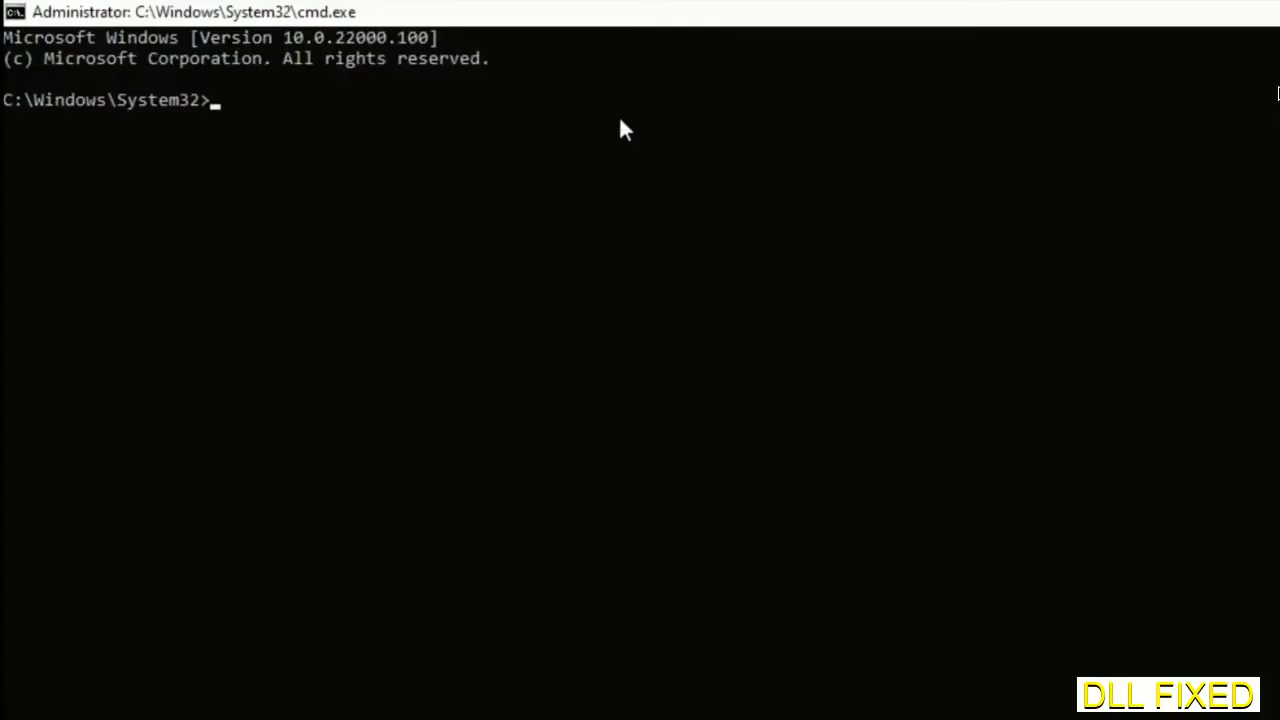 Administrator: C:\Windows\System32\cmd.exe
Microsoft Windows [Version 10.0.22000.100]
(c) Microsoft Corporation. All rights reserved.
C:\Windows\System32>
DLL FIXED